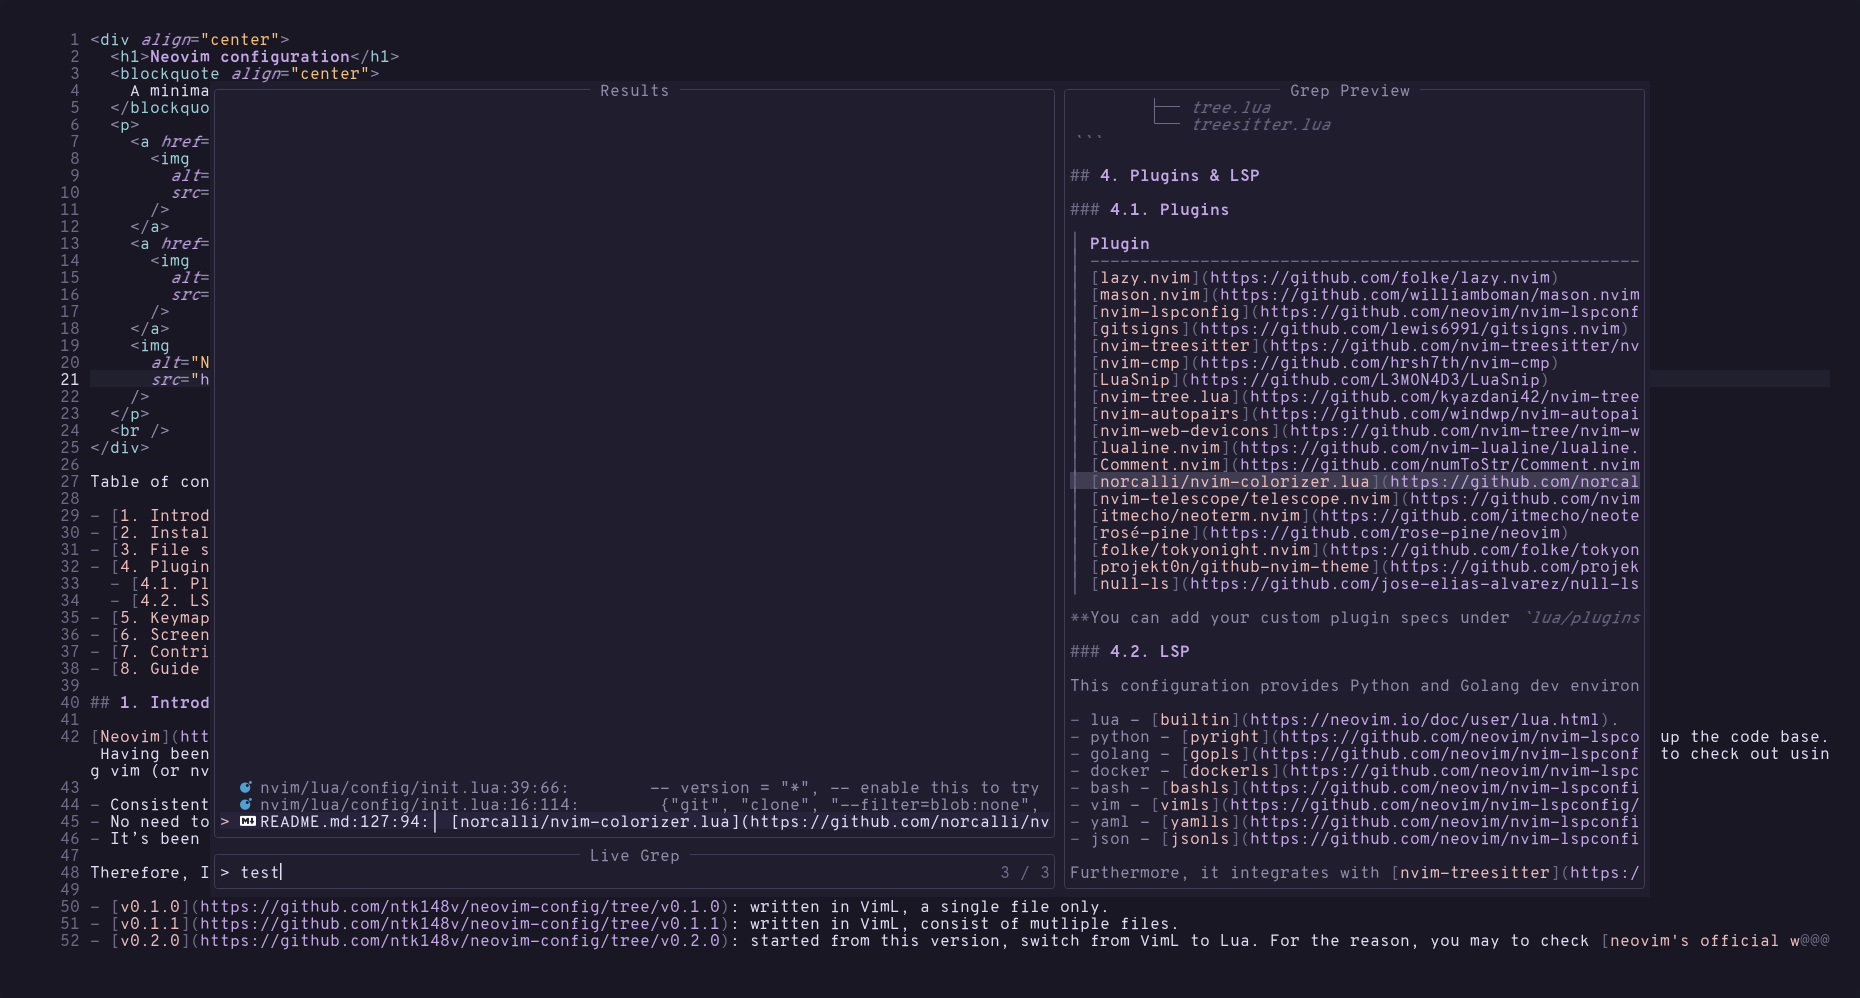 1 <div align="center">
2 <h1>Neovim configuration</h1>
3 <blockquote align="center">
4 A minima
5 </blockquo
6 <p>
7 <a href=
8 <img
9 alt=
10 src=
11 />
12 </a>
13 <a href=
14 <img
15 alt=
16 src=
17 />
18 </a>
19 <img
20 alt="N
21 src="h
22 />
23 </p>
24 <br />
25 </div>
26
27 Table of con
28
29 - [1. Introd
30 - [2. Instal
31 - [3. File s
32 - [4. Plugin
33 - [4.1. Pl
34 - [4.2. LS
35 - [5. Keymap
36 - [6. Screen
37 - [7. Contri
38 - [8. Guide
39
40 ## 1. Introd
41
42 [Neovim](htt
Having been
g vim (or nv
43
44 - Consistent
45 - No need to
46 - It's been
47
48 Therefore, I
49
Results
nvim/lua/config/init.lua:39:66: -- version = "*", -- enable this to try
nvim/lua/config/init.lua:16:114: {"git", "clone", "--filter=blob:none",
> README.md:127:94:| [norcalli/nvim-colorizer.lua](https://github.com/norcalli/nv
Live Grep
> test 3 / 3
Grep Preview
├── tree.lua
└── treesitter.lua
```
## 4. Plugins & LSP
### 4.1. Plugins
| Plugin
| -------------------------------------------------------
| [lazy.nvim](https://github.com/folke/lazy.nvim)
| [mason.nvim](https://github.com/williamboman/mason.nvim
| [nvim-lspconfig](https://github.com/neovim/nvim-lspconf
| [gitsigns](https://github.com/lewis6991/gitsigns.nvim)
| [nvim-treesitter](https://github.com/nvim-treesitter/nv
| [nvim-cmp](https://github.com/hrsh7th/nvim-cmp)
| [LuaSnip](https://github.com/L3MON4D3/LuaSnip)
| [nvim-tree.lua](https://github.com/kyazdani42/nvim-tree
| [nvim-autopairs](https://github.com/windwp/nvim-autopai
| [nvim-web-devicons](https://github.com/nvim-tree/nvim-w
| [lualine.nvim](https://github.com/nvim-lualine/lualine.
| [Comment.nvim](https://github.com/numToStr/Comment.nvim
| [norcalli/nvim-colorizer.lua](https://github.com/norcal
| [nvim-telescope/telescope.nvim](https://github.com/nvim
| [itmecho/neoterm.nvim](https://github.com/itmecho/neote
| [rosé-pine](https://github.com/rose-pine/neovim)
| [folke/tokyonight.nvim](https://github.com/folke/tokyon
| [projekt0n/github-nvim-theme](https://github.com/projek
| [null-ls](https://github.com/jose-elias-alvarez/null-ls
**You can add your custom plugin specs under `lua/plugins
### 4.2. LSP
This configuration provides Python and Golang dev environ
- lua - [builtin](https://neovim.io/doc/user/lua.html).
- python - [pyright](https://github.com/neovim/nvim-lspco
- golang - [gopls](https://github.com/neovim/nvim-lspconf
- docker - [dockerls](https://github.com/neovim/nvim-lspc
- bash - [bashls](https://github.com/neovim/nvim-lspconfi
- vim - [vimls](https://github.com/neovim/nvim-lspconfig/
- yaml - [yamlls](https://github.com/neovim/nvim-lspconfi
- json - [jsonls](https://github.com/neovim/nvim-lspconfi
Furthermore, it integrates with [nvim-treesitter](https:/
up the code base.
to check out usin
50 - [v0.1.0](https://github.com/ntk148v/neovim-config/tree/v0.1.0): written in VimL, a single file only.
51 - [v0.1.1](https://github.com/ntk148v/neovim-config/tree/v0.1.1): written in VimL, consist of mutliple files.
52 - [v0.2.0](https://github.com/ntk148v/neovim-config/tree/v0.2.0): started from this version, switch from VimL to Lua. For the reason, you may to check [neovim's official w@@@